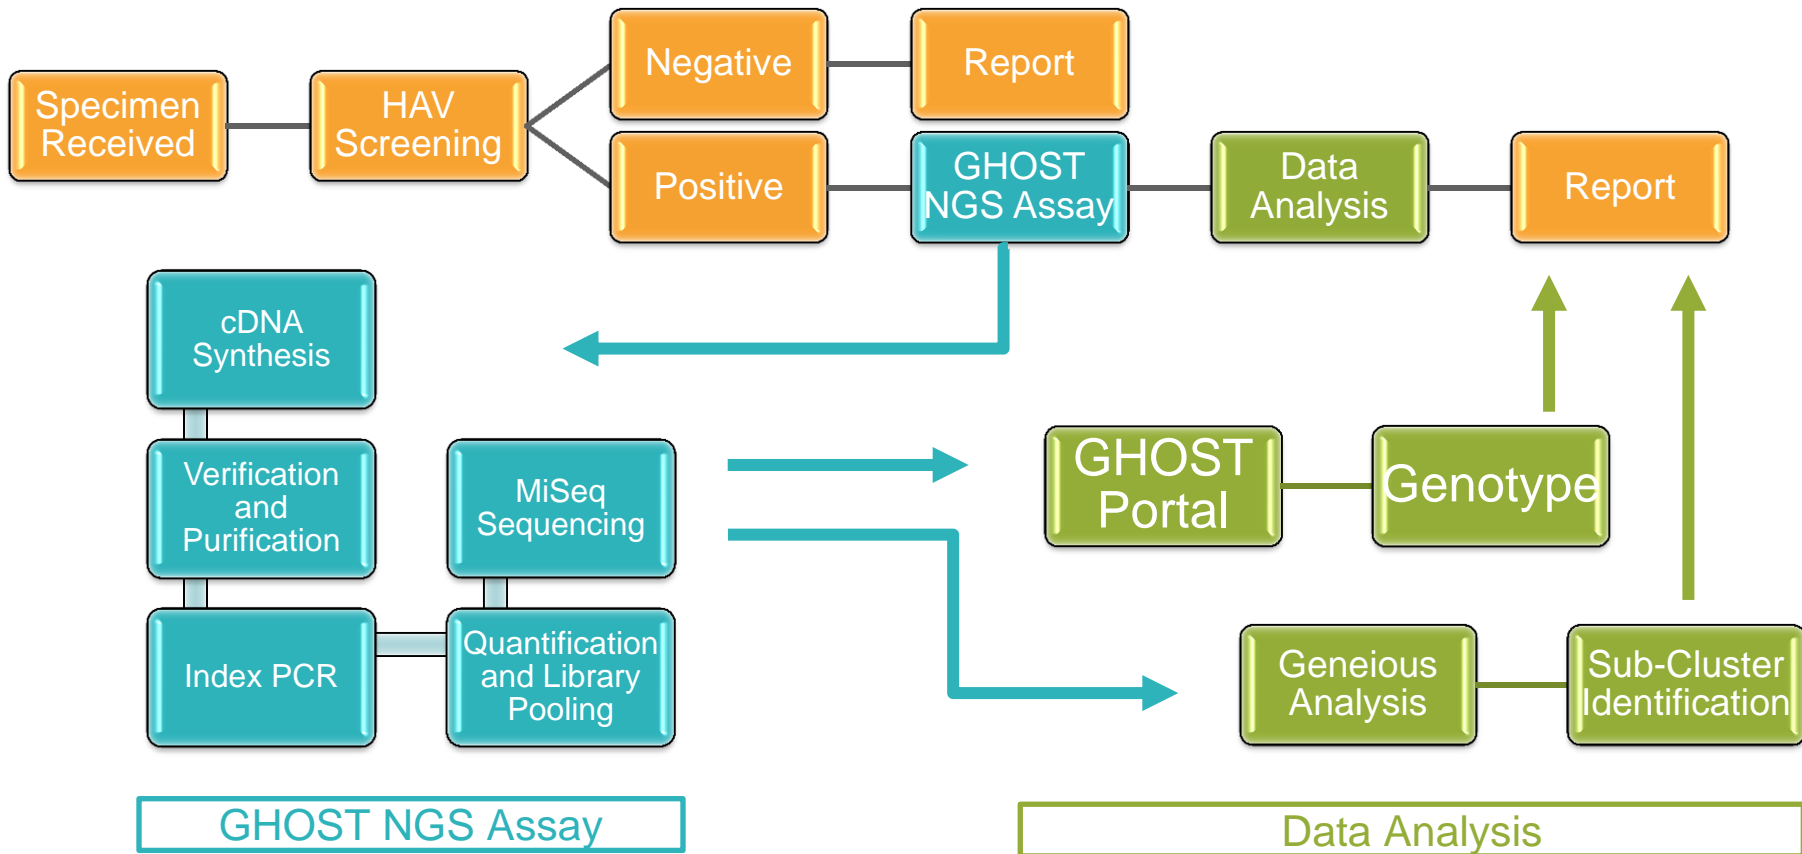 Specimen
Received
HAV
Screening
Negative
Report
Positive
GHOST
NGS Assay
Data
Analysis
Report
cDNA
Synthesis
Verification
and
Purification
Index PCR
Quantification
and Library
Pooling
MiSeq
Sequencing
GHOST
Portal
Genotype
Geneious
Analysis
Sub-Cluster
Identification
GHOST NGS Assay
Data Analysis